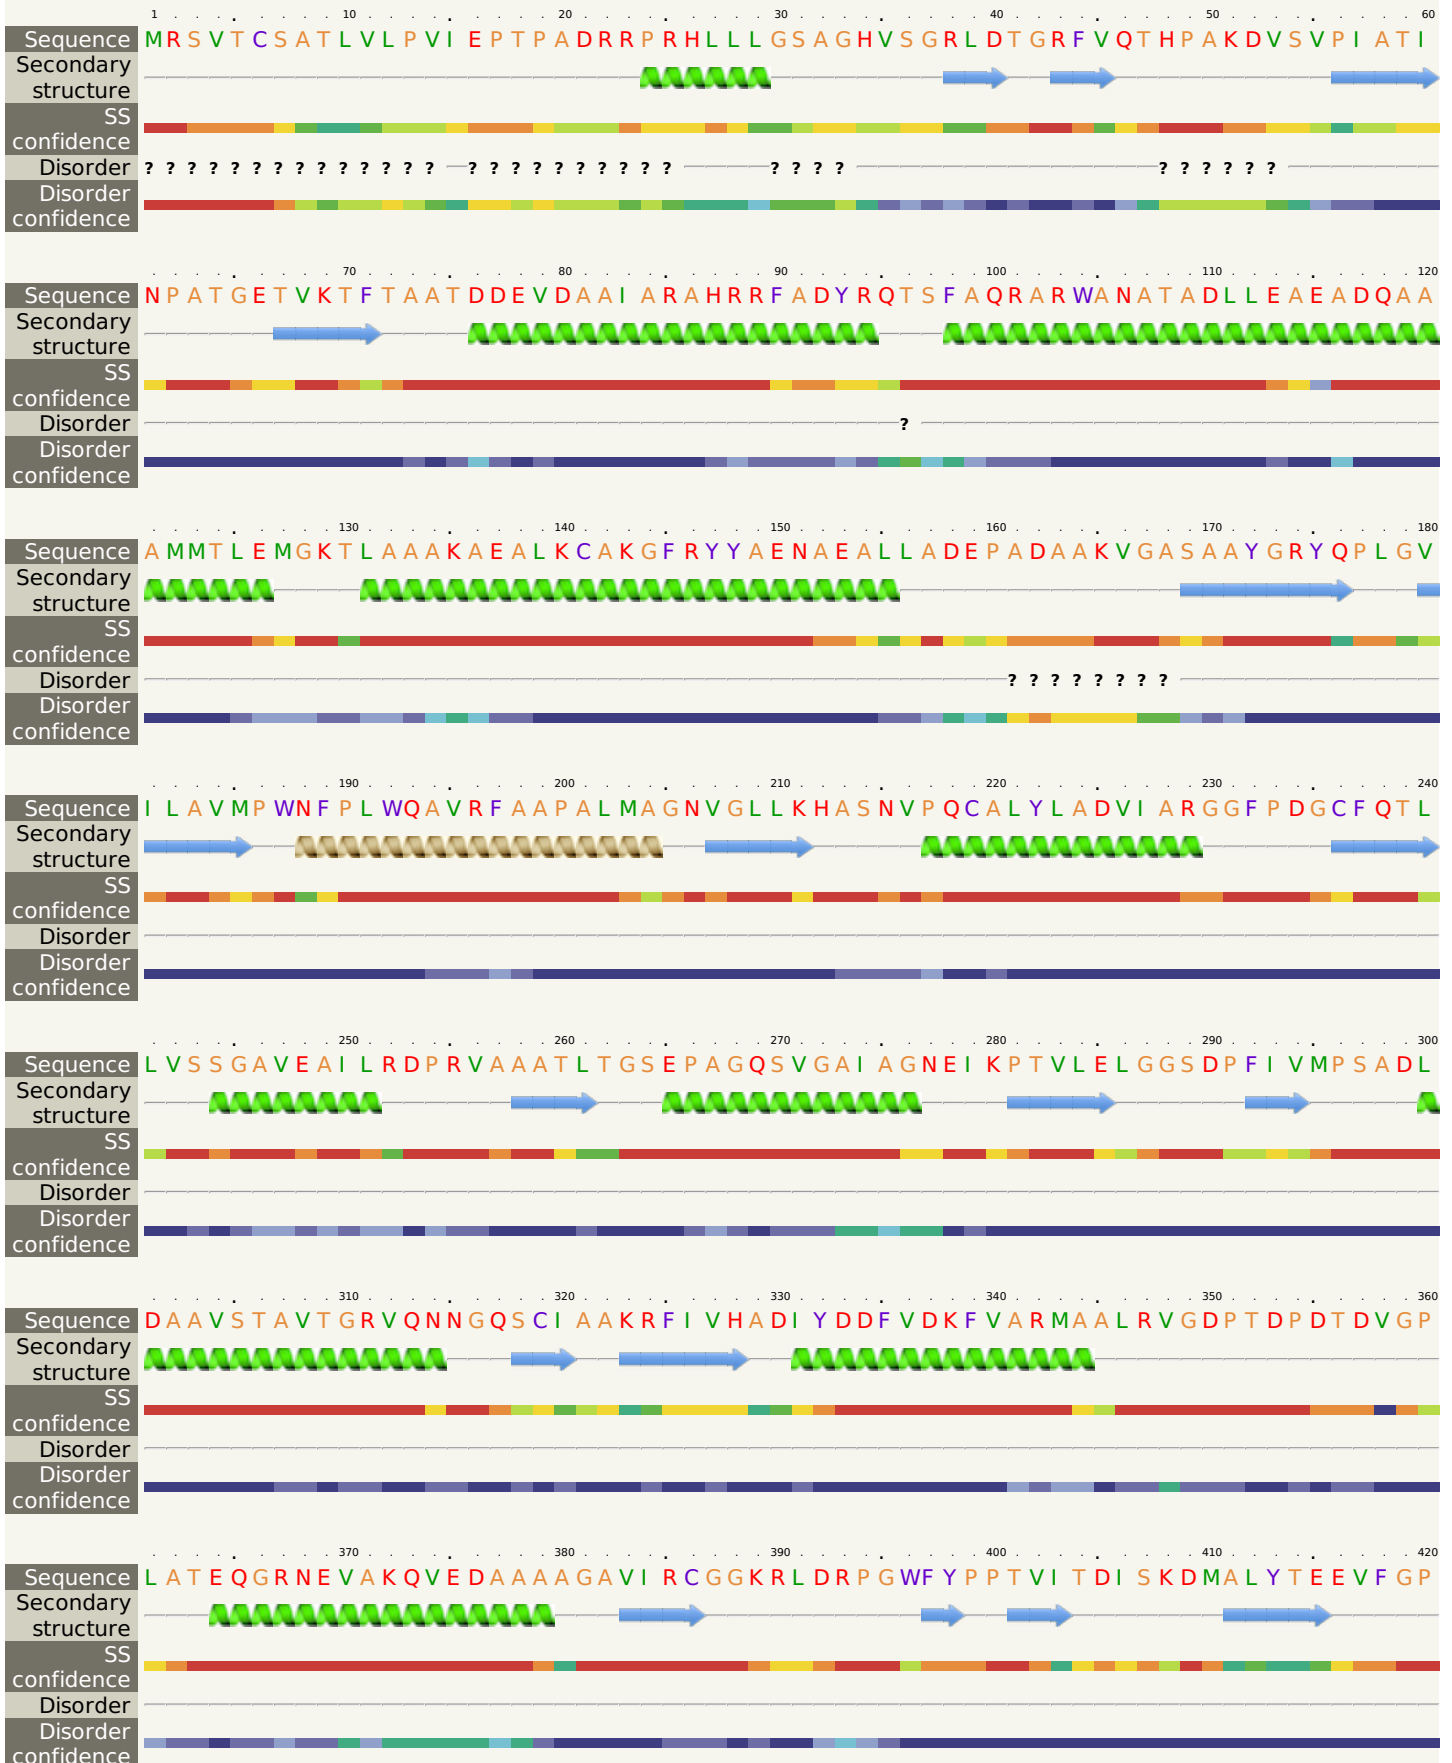 1 10 20 30 40 50 60
Sequence MRSVTCSATLVLPVIEPTPADRRPRHLLLGSAGHVSGRLDTGRFVQTHPAKDVSVPIATI
Secondary
structure
SS
confidence
Disorder ? ? ? ? ? ? ? ? ? ? ? ? ? ? ? ? ? ? ? ? ? ? ? ? ? ? ? ? ? ? ? ? ? ? ?
Disorder
confidence
70 80 90 100 110 120
Sequence NPATGETVKTFTAATDDEVDAAIARAHRRFADYRQTSFAQRARWANATADLLEAEADQAA
Secondary
structure
SS
confidence
Disorder ?
Disorder
confidence
130 140 150 160 170 180
Sequence AMMTLEMGKTLAAAKAEALKCAKGFRYYAENAEALLADEPADAAKVGASAAYGRYQPLGV
Secondary
structure
SS
confidence
Disorder ? ? ? ? ? ? ? ?
Disorder
confidence
190 200 210 220 230 240
Sequence ILAVMPWNFPLWQAVRFAAPALMAGNVGLLKHASNVPQCALYLADVIARGGFPDGCFQTL
Secondary
structure
SS
confidence
Disorder
Disorder
confidence
250 260 270 280 290 300
Sequence LVSSGAVEAILRDPRVAAATLTGSEPAGQSVGAIAGNEIKPTVLELGGSDPFIVMPSADL
Secondary
structure
SS
confidence
Disorder
Disorder
confidence
310 320 330 340 350 360
Sequence DAAVSTAVTGRVQNNGQSCIAAKRFIVHADIYDDFVDKFVARMAALRVGDPTDPDTDVGP
Secondary
structure
SS
confidence
Disorder
Disorder
confidence
370 380 390 400 410 420
Sequence LATEQGRNEVAKQVEDAAAAGAVIRCGGKRLDRPGWFYPPTVITDISKDMALYTEEVFGP
Secondary
structure
SS
confidence
Disorder
Disorder
confidence